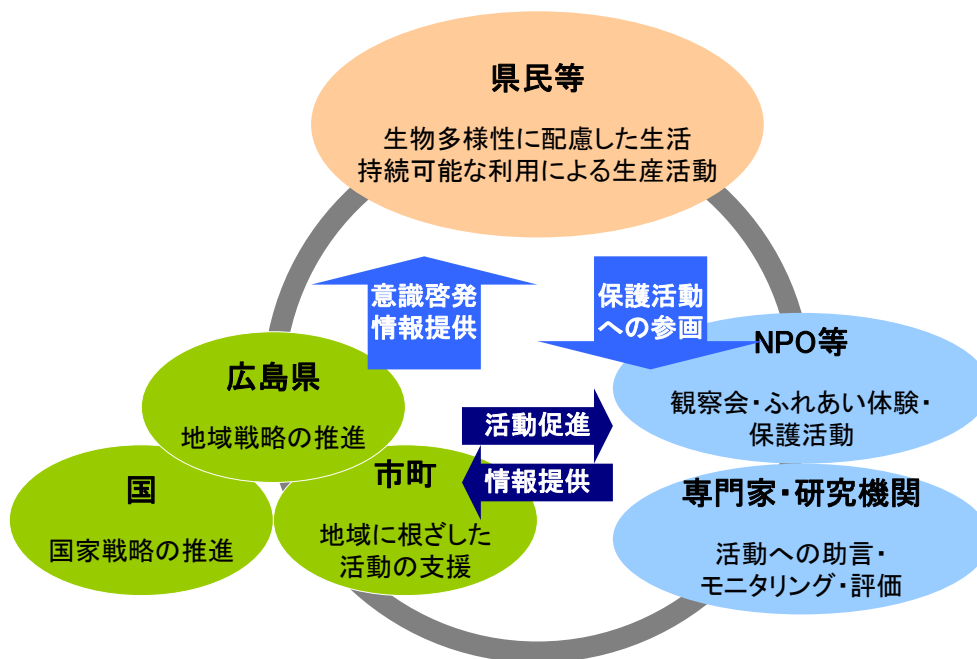 県民等
生物多様性に配慮した生活
持続可能な利用による生産活動
意識啓発
情報提供
保護活動
への参画
広島県
地域戦略の推進
NPO等
観察会・ふれあい体験・
保護活動
活動促進
情報提供
国
国家戦略の推進
市町
地域に根ざした
活動の支援
専門家・研究機関
活動への助言・
モニタリング・評価